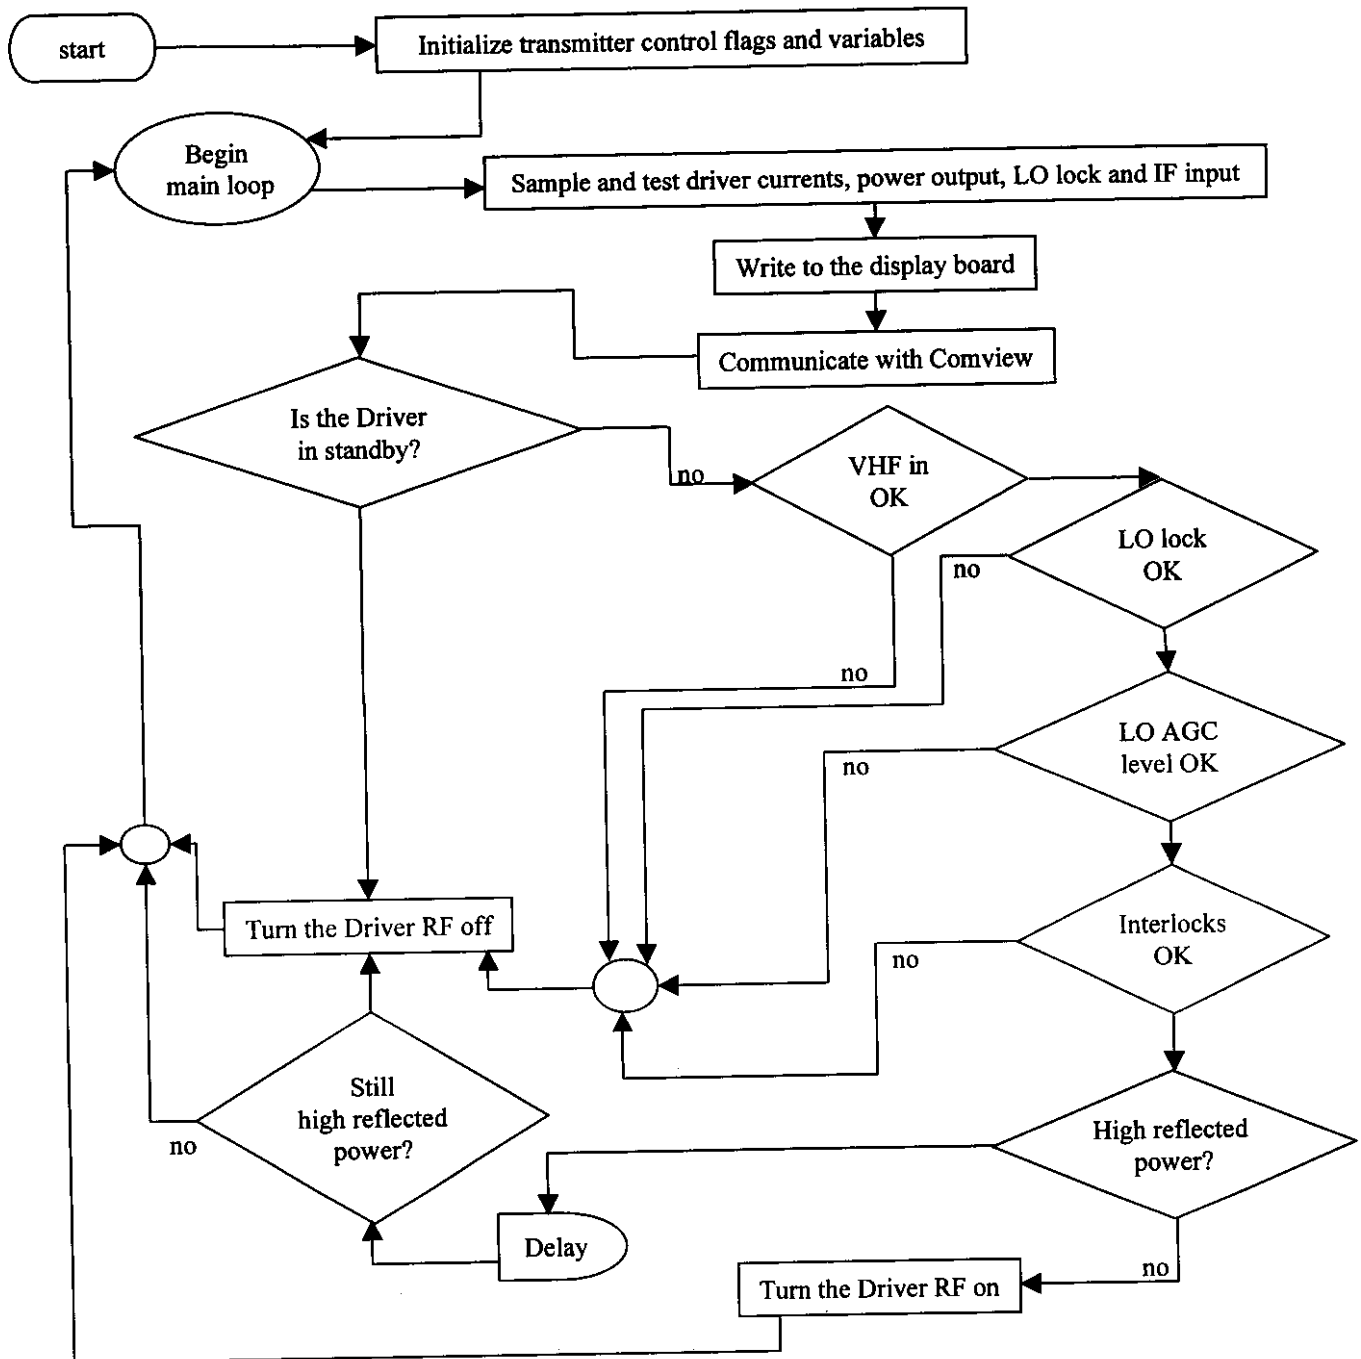 start
Initialize transmitter control flags and variables
Begin
main loop
Sample and test driver currents, power output, LO lock and IF input
Write to the display board
Communicate with Comview
Is the Driver
in standby?
no
VHF in
OK
LO lock
OK
no
no
LO AGC
level OK
no
Turn the Driver RF off
Interlocks
OK
no
Still
high reflected
power?
no
High reflected
power?
Delay
no
Turn the Driver RF on